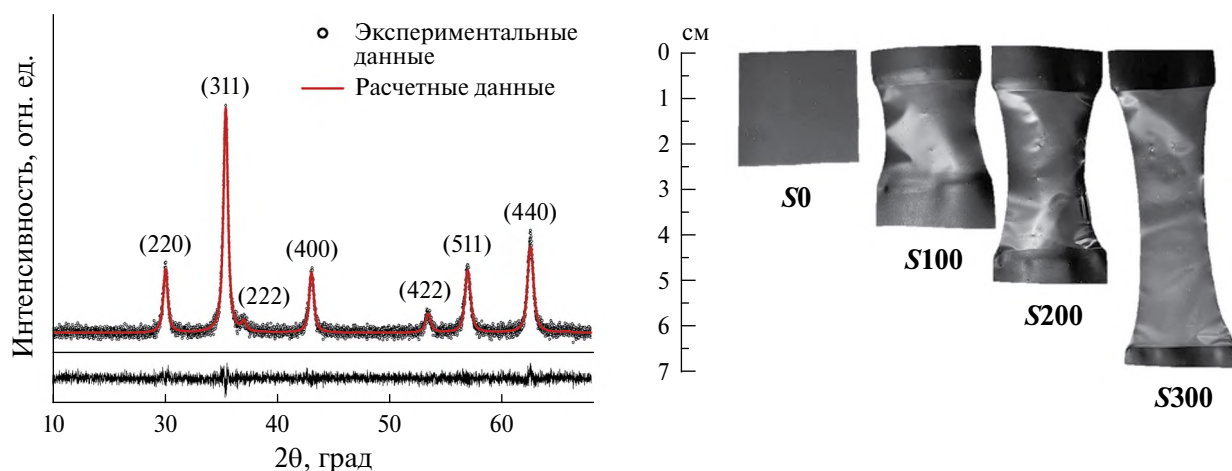 Экспериментальные
данные
Расчетные данные
(311)
(220)
(222)
(400)
(422)
(511)
(440)
Интенсивность, отн. ед.
10 30 40 50 60
2θ, град
см
0
1
2
3
4
5
6
7
S0
S100
S200
S300